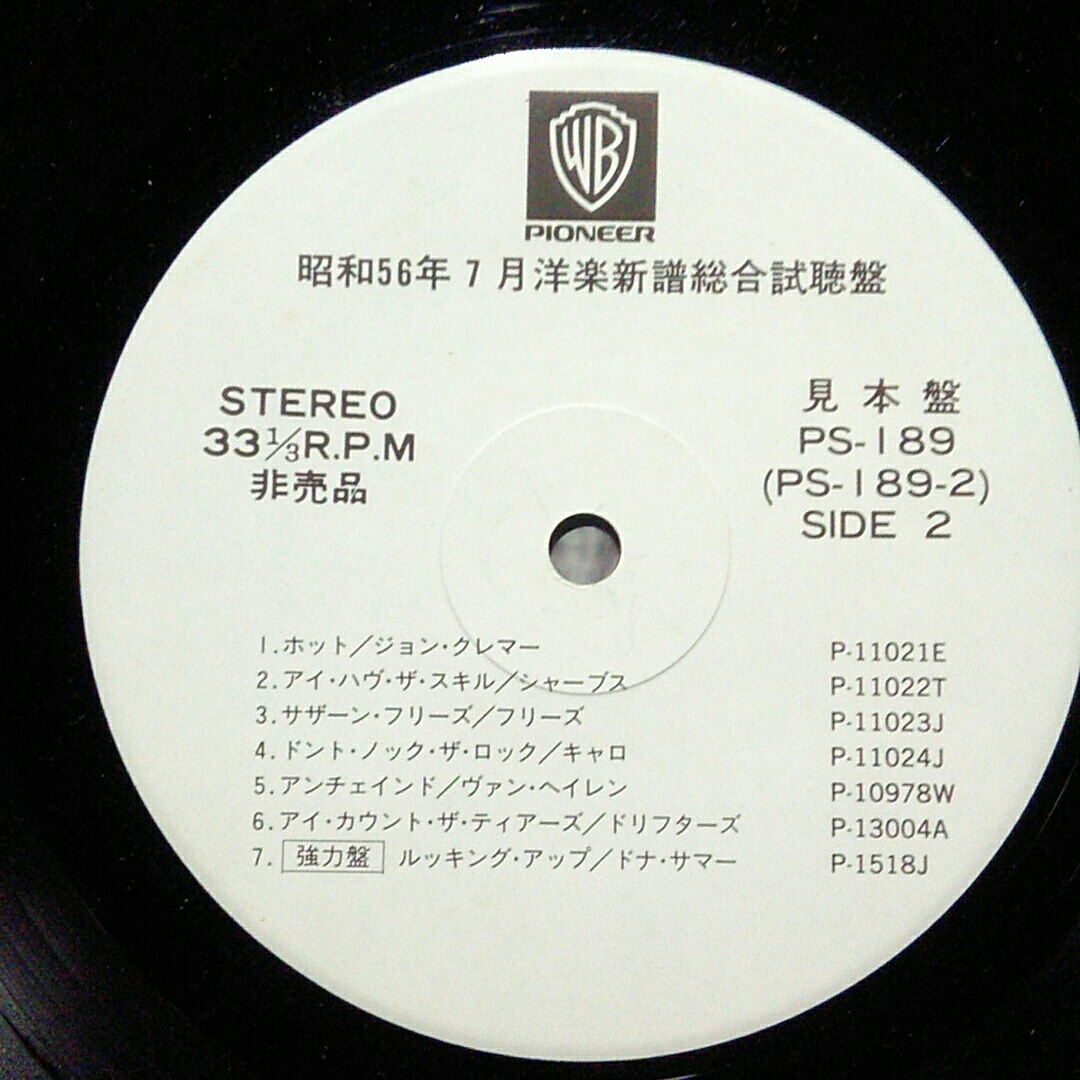 WB
PIONEER
昭和56年7月洋楽新譜総合試聴盤
STEREO
33⅓R.P.M
非売品
見本盤
PS-189
(PS-189-2)
SIDE 2
1.ホット/ジョン・クレマー P-11021E
2.アイ・ハヴ・ザ・スキル/シャーブス P-11022T
3.サザーン・フリーズ/フリーズ P-11023J
4.ドント・ノック・ザ・ロック/キャロ P-11024J
5.アンチェインド/ヴァン・ヘイレン P-10978W
6.アイ・カウント・ザ・ティアーズ/ドリフターズ P-13004A
7.強力盤 ルッキング・アップ/ドナ・サマー P-1518J